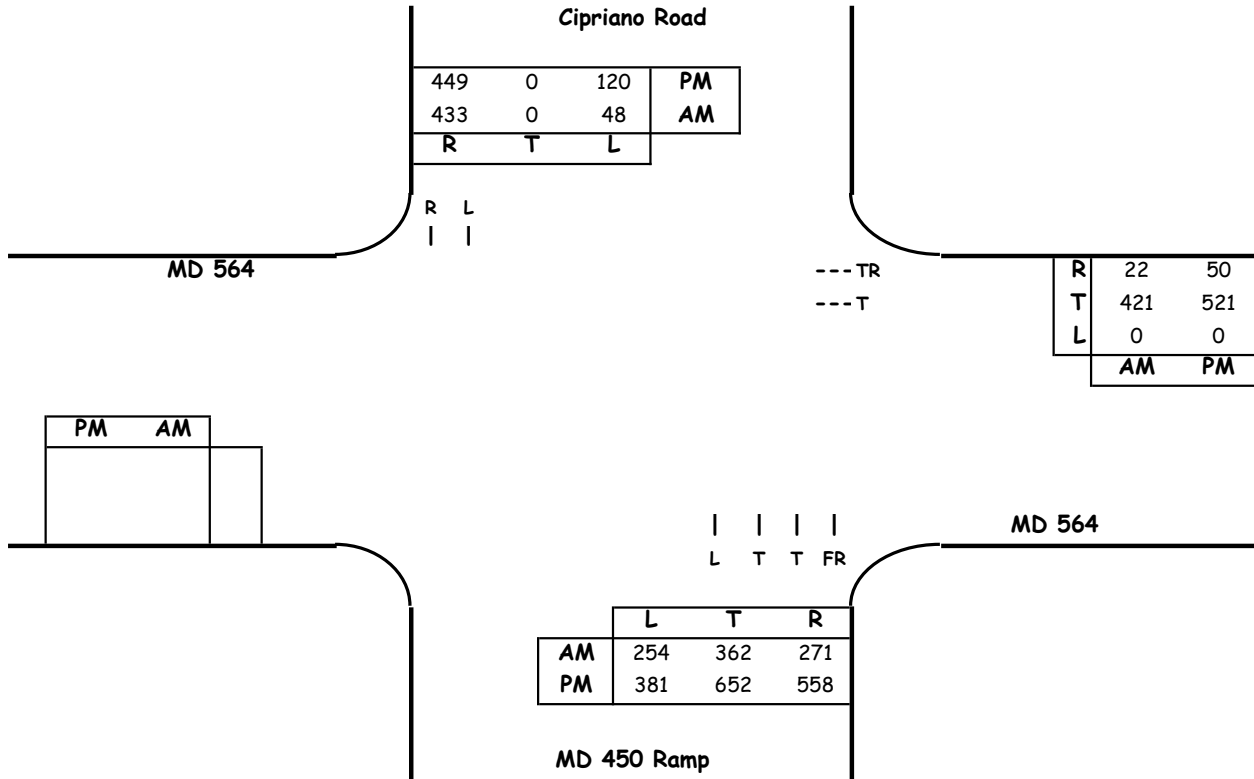 Cipriano Road
449 0 120 PM
433 0 48 AM
R T L
R L
MD 564
---TR
---T
R 22 50
T 421 521
L 0 0
AM PM
PM AM
MD 564
L T T FR
L T R
AM 254 362 271
PM 381 652 558
MD 450 Ramp